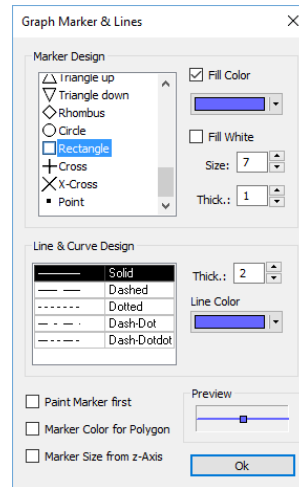 Graph Marker & Lines
Marker Design
Triangle up
Triangle down
Rhombus
Circle
Rectangle
Cross
X-Cross
Point
Fill Color
Fill White
Size: 7
Thick.: 1
Line & Curve Design
Solid
Dashed
Dotted
Dash-Dot
Dash-Dotdot
Thick.: 2
Line Color
Paint Marker first
Marker Color for Polygon
Marker Size from z-Axis
Preview
Ok